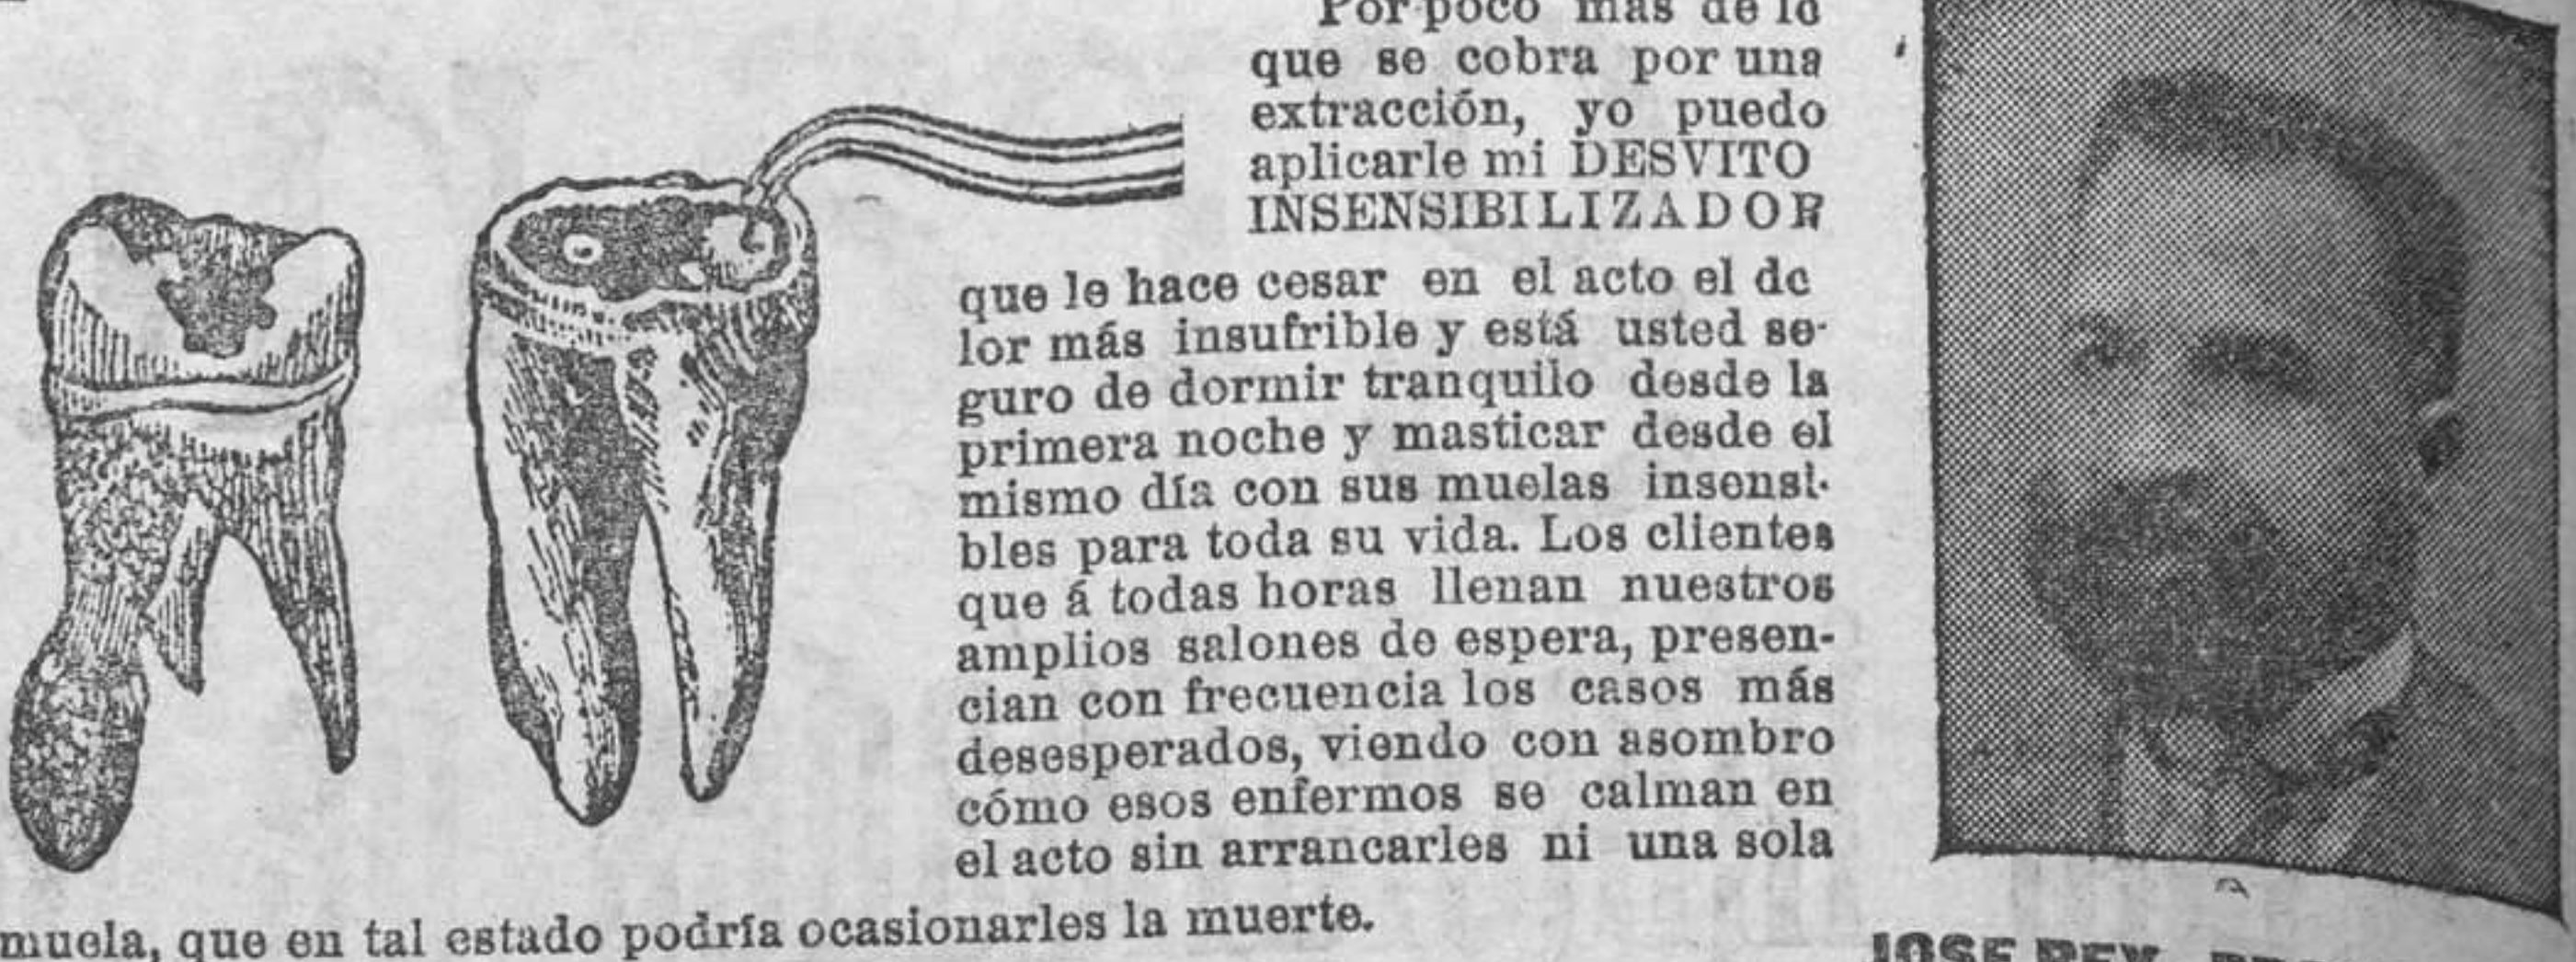 Por poco más de lo
que se cobra por una
extracción, yo puedo
aplicarle mi DESVITO
INSENSIBILIZADOR
que le hace cesar en el acto el do
lor más insufrible y está usted se-
guro de dormir tranquilo desde la
primera noche y masticar desde el
mismo día con sus muelas insensi-
bles para toda su vida. Los clientes
que á todas horas llenan nuestros
amplios salones de espera, presen-
cian con frecuencia los casos más
desesperados, viendo con asombro
cómo esos enfermos se calman en
el acto sin arrancarles ni una sola
muela, que en tal estado podría ocasionarles la muerte.
JOSE REY